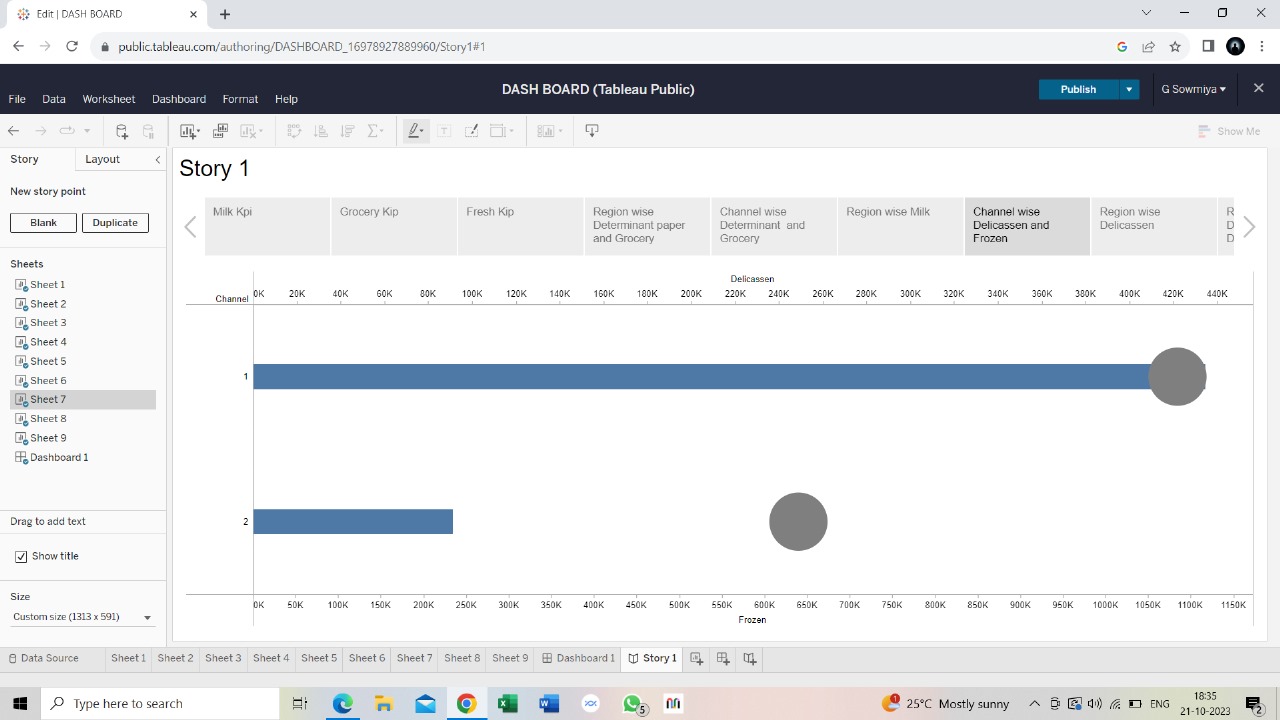 Edit | DASH BOARD
public.tableau.com/authoring/DASHBOARD_16978927889960/Story1#1
DASH BOARD (Tableau Public)
Publish
G Sowmiya
File Data Worksheet Dashboard Format Help
Show Me
Story Layout
New story point
Blank Duplicate
Sheets
Sheet 1
Sheet 2
Sheet 3
Sheet 4
Sheet 5
Sheet 6
Sheet 7
Sheet 8
Sheet 9
Dashboard 1
Drag to add text
Show title
Size
Custom size (1313 x 591)
Story 1
Milk Kpi
Grocery Kip
Fresh Kip
Region wise
Determinant paper
and Grocery
Channel wise
Determinant and
Grocery
Region wise Milk
Channel wise
Delicassen and
Frozen
Region wise
Delicassen
R
D
D
Delicassen
Channel
0K 20K 40K 60K 80K 100K 120K 140K 160K 180K 200K 220K 240K 260K 280K 300K 320K 340K 360K 380K 400K 420K 440K
1
2
0K 50K 100K 150K 200K 250K 300K 350K 400K 450K 500K 550K 600K 650K 700K 750K 800K 850K 900K 950K 1000K 1050K 1100K 1150K
Frozen
Data Source Sheet 1 Sheet 2 Sheet 3 Sheet 4 Sheet 5 Sheet 6 Sheet 7 Sheet 8 Sheet 9 Dashboard 1 Story 1
Type here to search
5
1
25°C Mostly sunny
ENG
18:35
21-10-2023
2